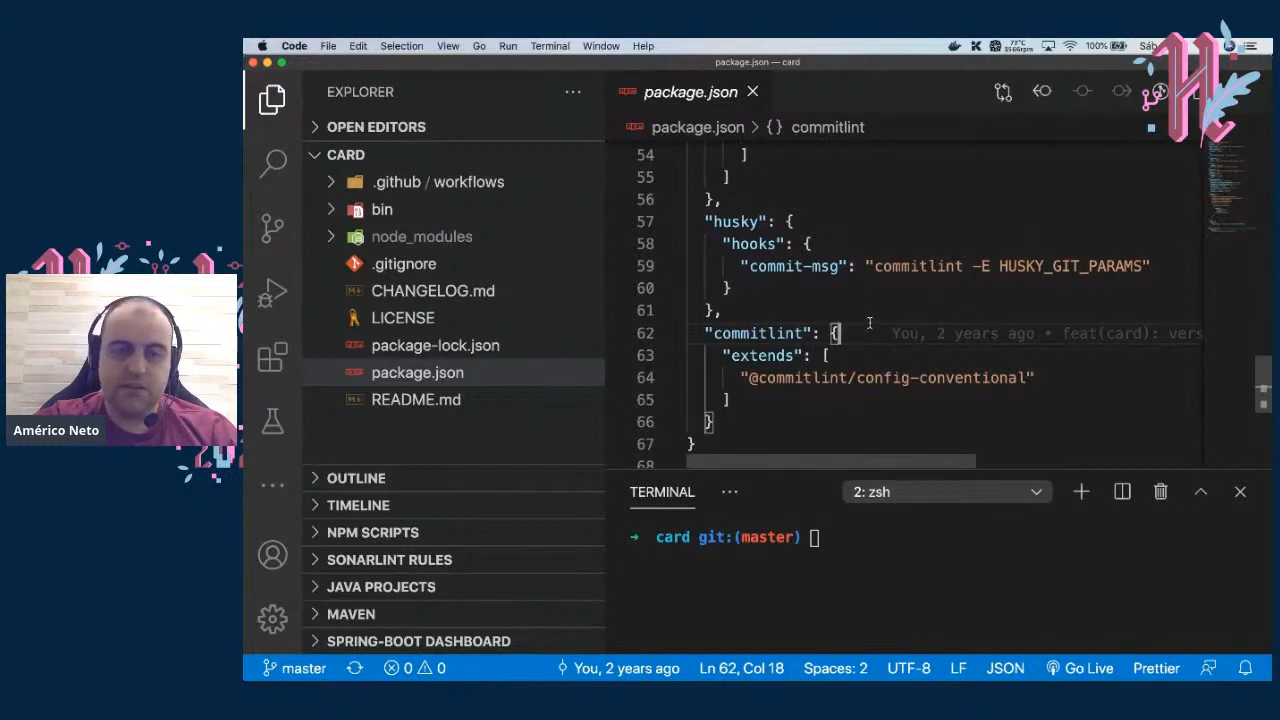 Code File Edit Selection View Go Run Terminal Window Help
100%
Sáb
package.json — card
EXPLORER
package.json
OPEN EDITORS
package.json > {} commitlint
CARD
.github / workflows
bin
node_modules
.gitignore
CHANGELOG.md
LICENSE
package-lock.json
package.json
README.md
OUTLINE
TIMELINE
NPM SCRIPTS
SONARLINT RULES
JAVA PROJECTS
MAVEN
SPRING-BOOT DASHBOARD
54 ]
55 ]
56 },
57 "husky": {
58 "hooks": {
59 "commit-msg": "commitlint -E HUSKY_GIT_PARAMS"
60 }
61 },
62 "commitlint": { You, 2 years ago • feat(card): vers
63 "extends": [
64 "@commitlint/config-conventional"
65 ]
66 }
67 }
68
TERMINAL
2: zsh
➜ card git:(master)
Américo Neto
master 0 0 You, 2 years ago Ln 62, Col 18 Spaces: 2 UTF-8 LF JSON Go Live Prettier